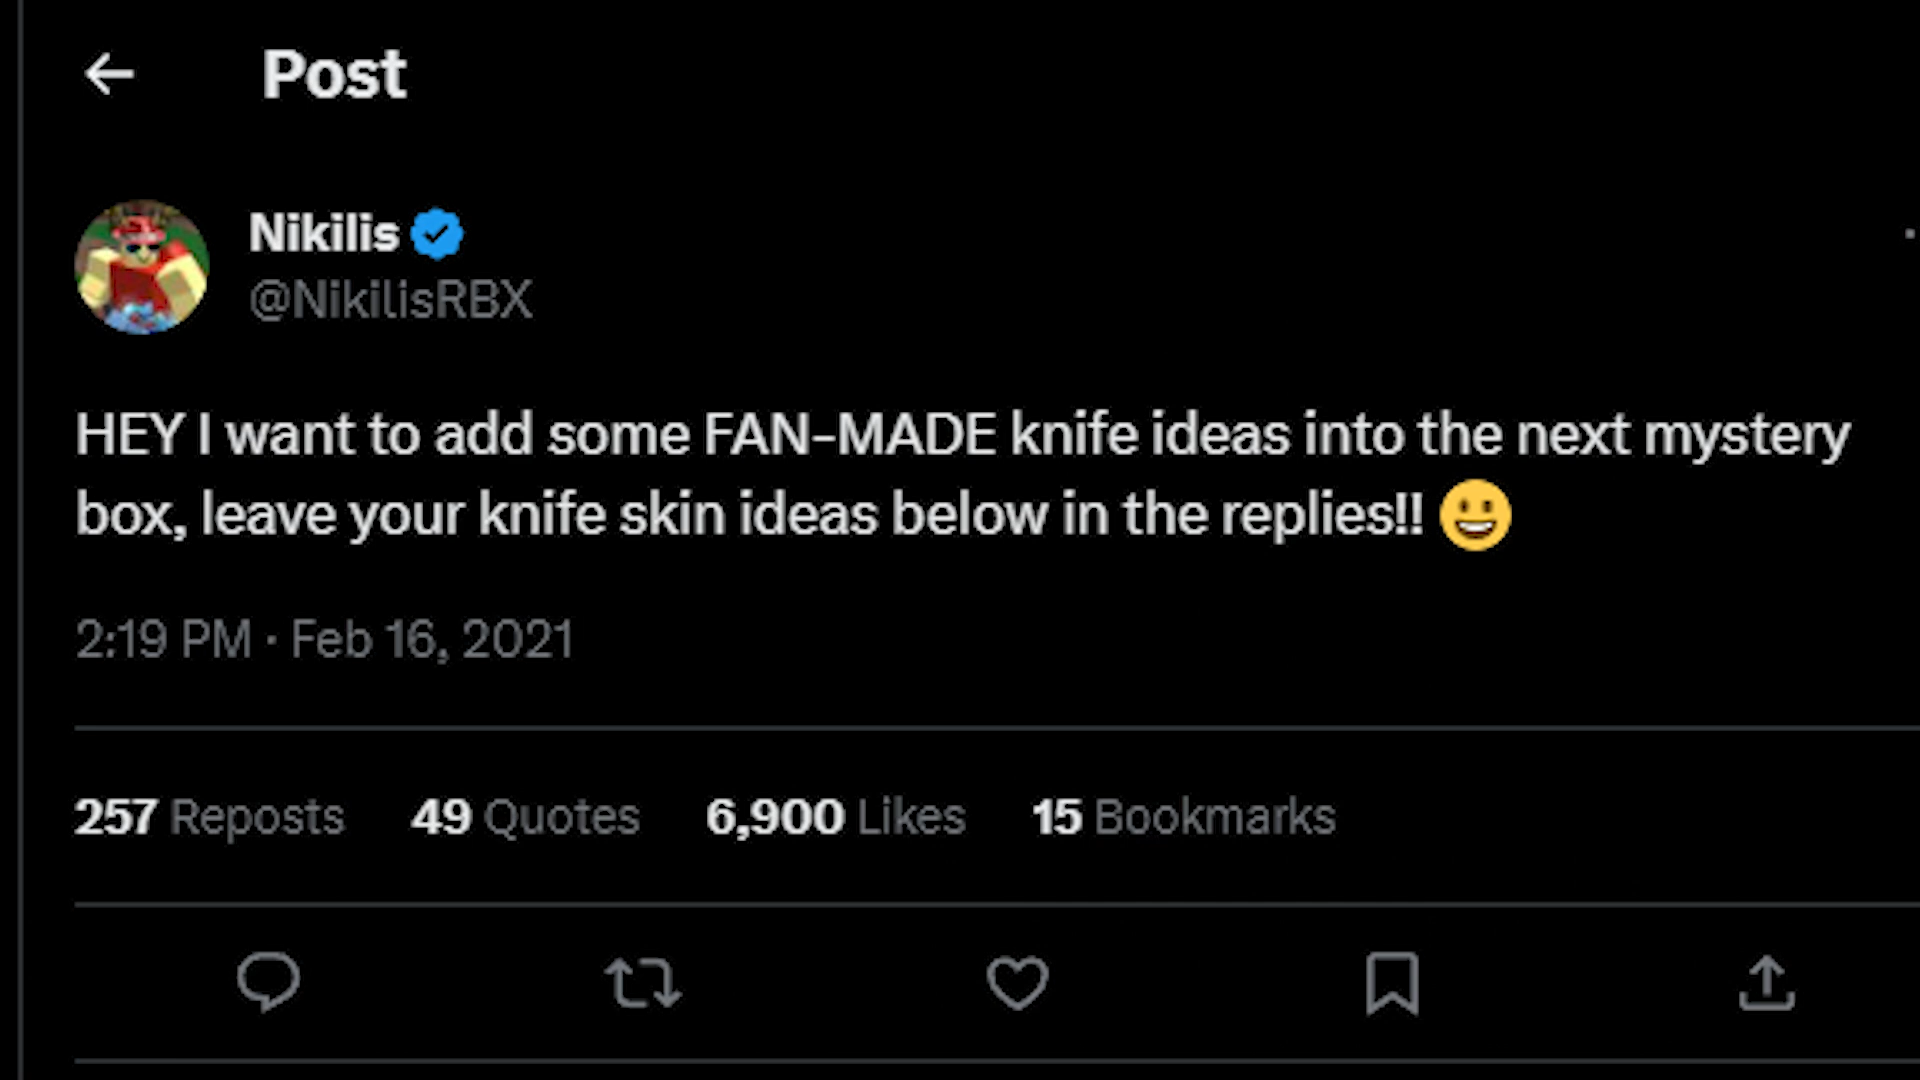 Post
Nikilis
@NikilisRBX
HEY I want to add some FAN-MADE knife ideas into the next mystery
box, leave your knife skin ideas below in the replies!! 😀
2:19 PM · Feb 16, 2021
257 Reposts 49 Quotes 6,900 Likes 15 Bookmarks